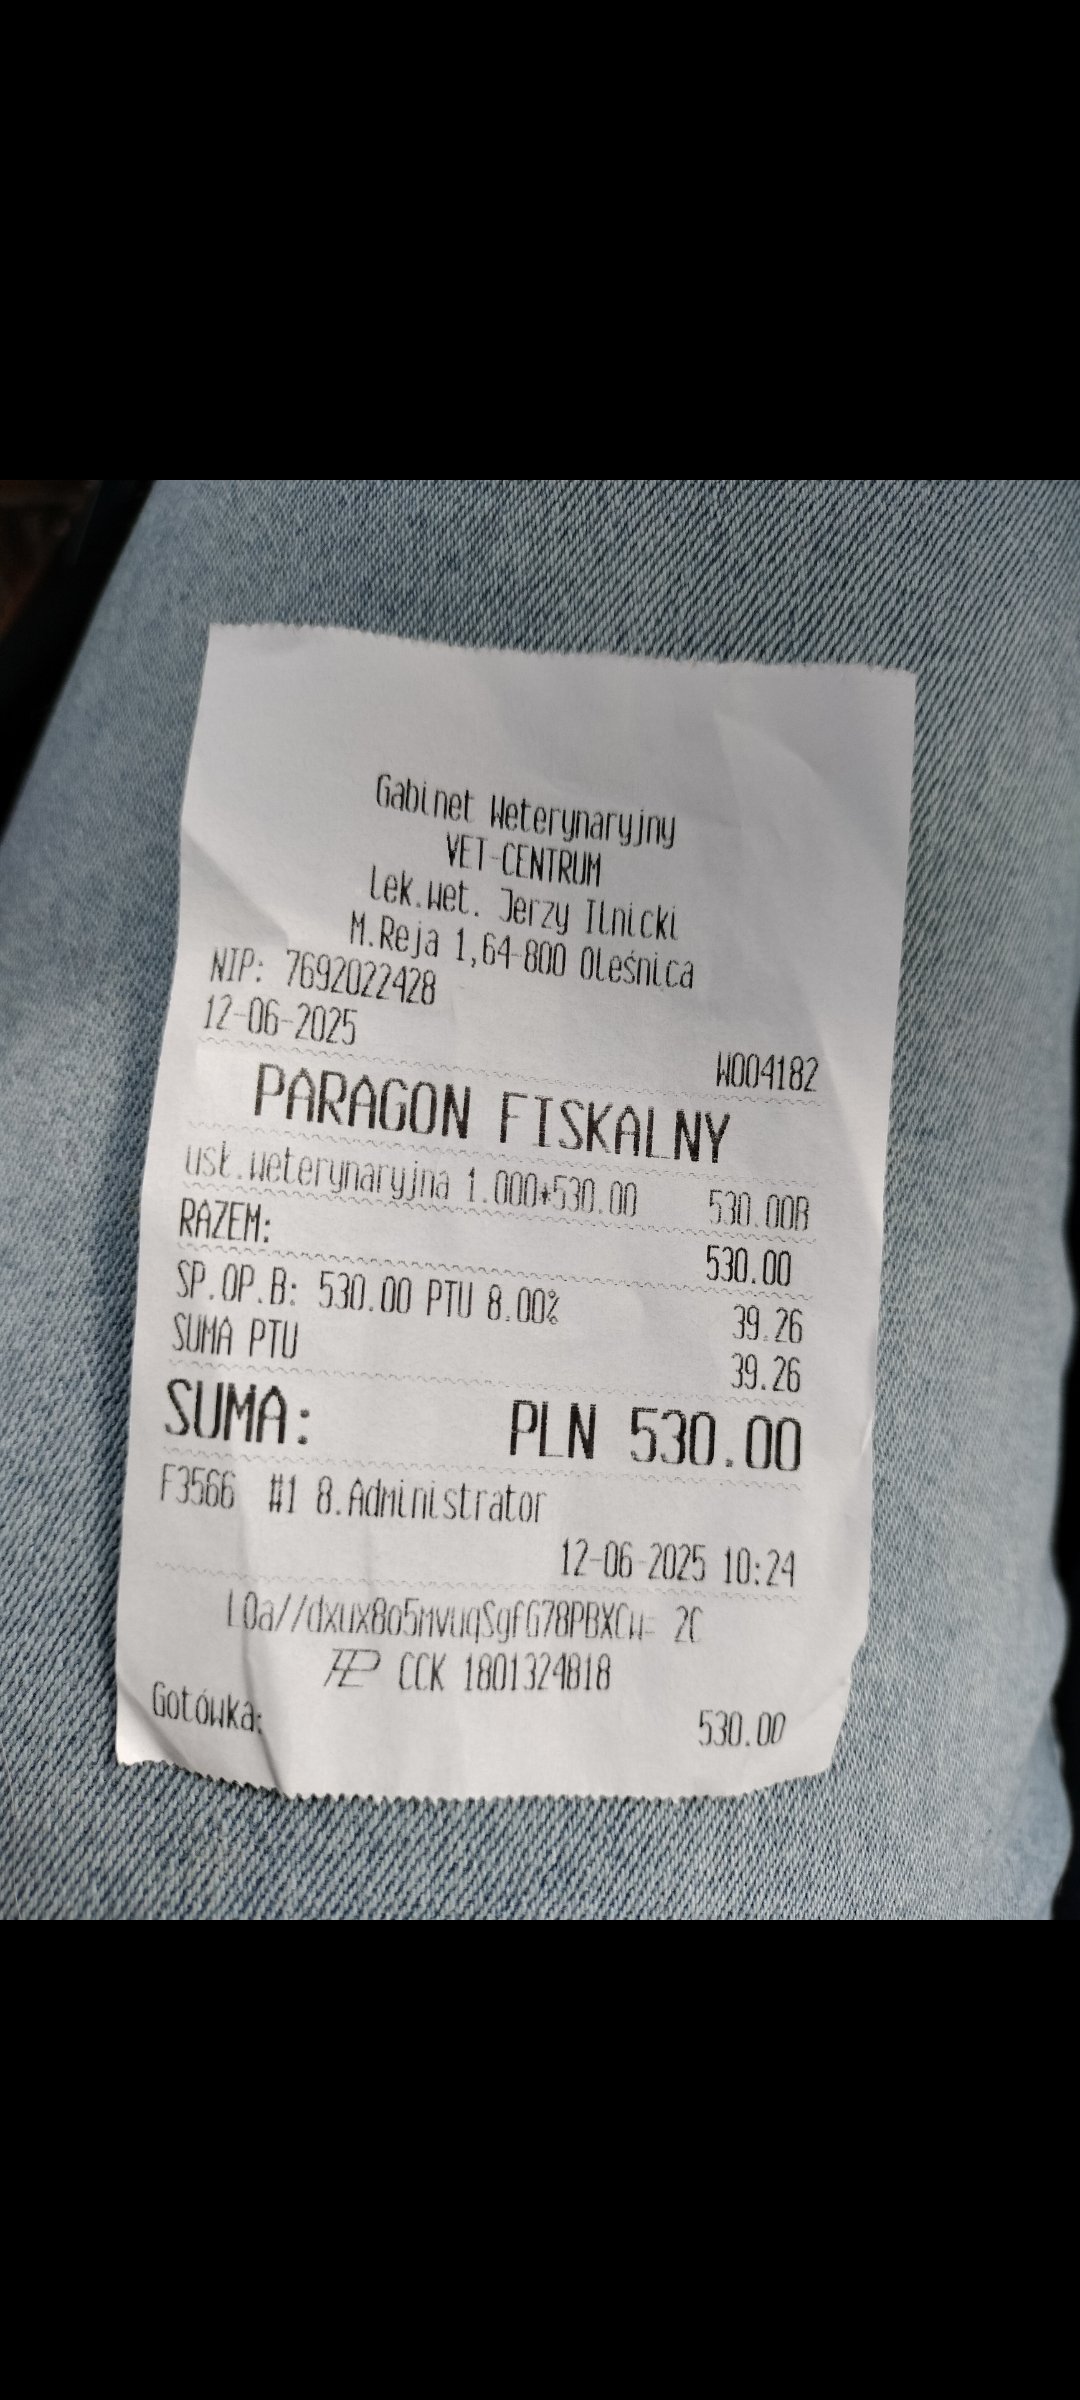 Gabinet Weterynaryjny
VET-CENTRUM
Lek.wet. Jerzy Ilnicki
M.Reja 1,64-800 Oleśnica
NIP: 7692022428
12-06-2025 W004182
PARAGON FISKALNY
usł.weterynaryjna 1.000*530.00 530.00B
RAZEM: 530.00
SP.OP.B: 530.00 PTU 8.00% 39.26
SUMA PTU 39.26
SUMA: PLN 530.00
F3566 #1 8.Administrator
12-06-2025 10:24
2C
CCK 1801324818
Gotówka: 530.00